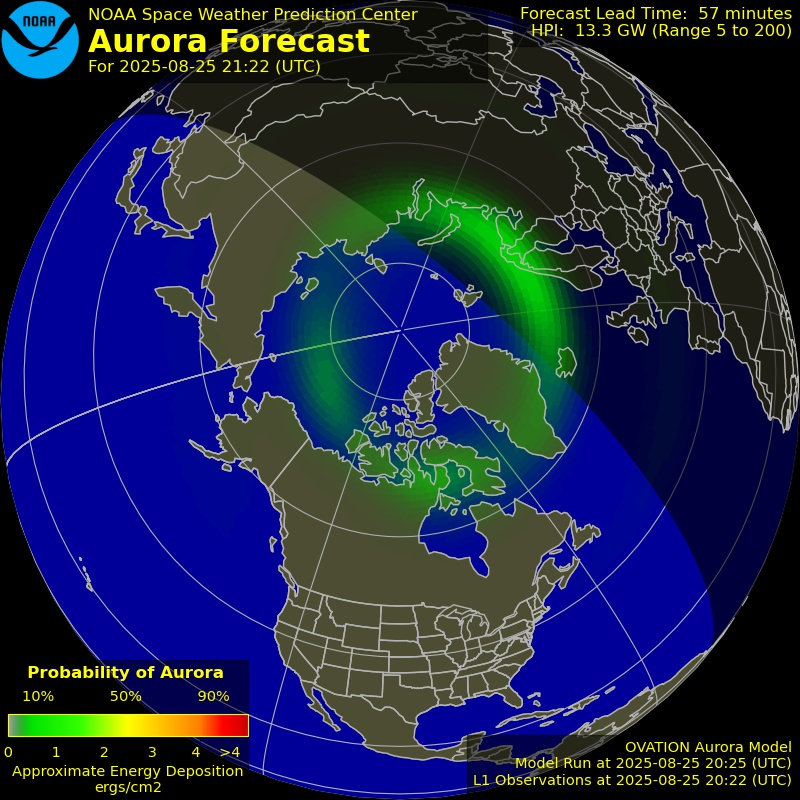 NOAA
NOAA Space Weather Prediction Center
Aurora Forecast
For 2025-08-25 21:22 (UTC)
Forecast Lead Time: 57 minutes
HPI: 13.3 GW (Range 5 to 200)
Probability of Aurora
10% 50% 90%
0 1 2 3 4 >4
Approximate Energy Deposition
ergs/cm2
OVATION Aurora Model
Model Run at 2025-08-25 20:25 (UTC)
L1 Observations at 2025-08-25 20:22 (UTC)